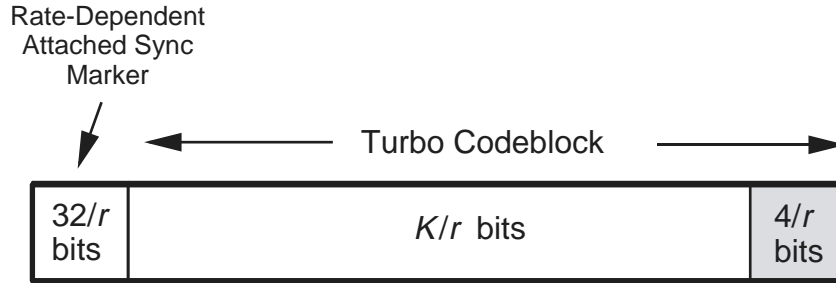 Rate-Dependent
Attached Sync
Marker
Turbo Codeblock
32/r
bits
K/r bits
4/r
bits